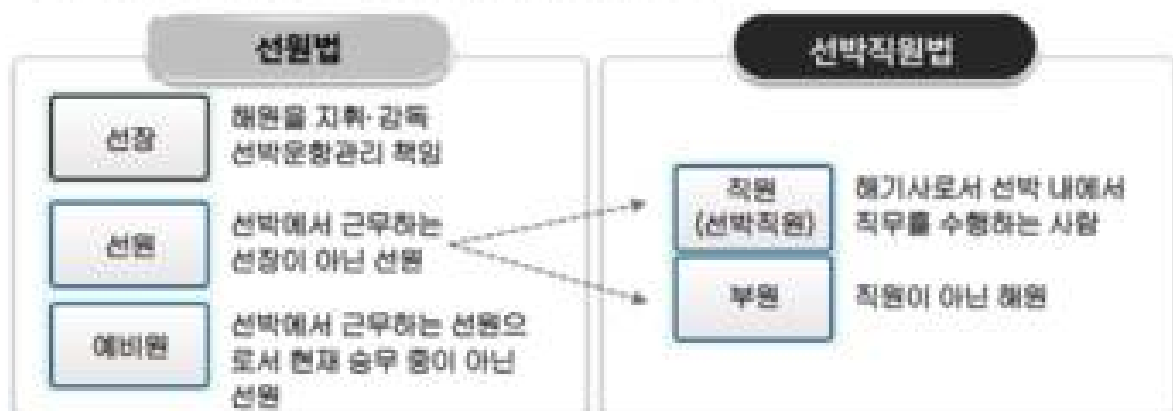 선원법
선장
해원을 지휘·감독
선박운항관리 책임
선원
선박에서 근무하는
선장이 아닌 선원
예비원
선박에서 근무하는 선원으
로서 현재 승무 중이 아닌
선원
선박직원법
직원
(선박직원)
해기사로서 선박 내에서
직무를 수행하는 사람
부원
직원이 아닌 해원